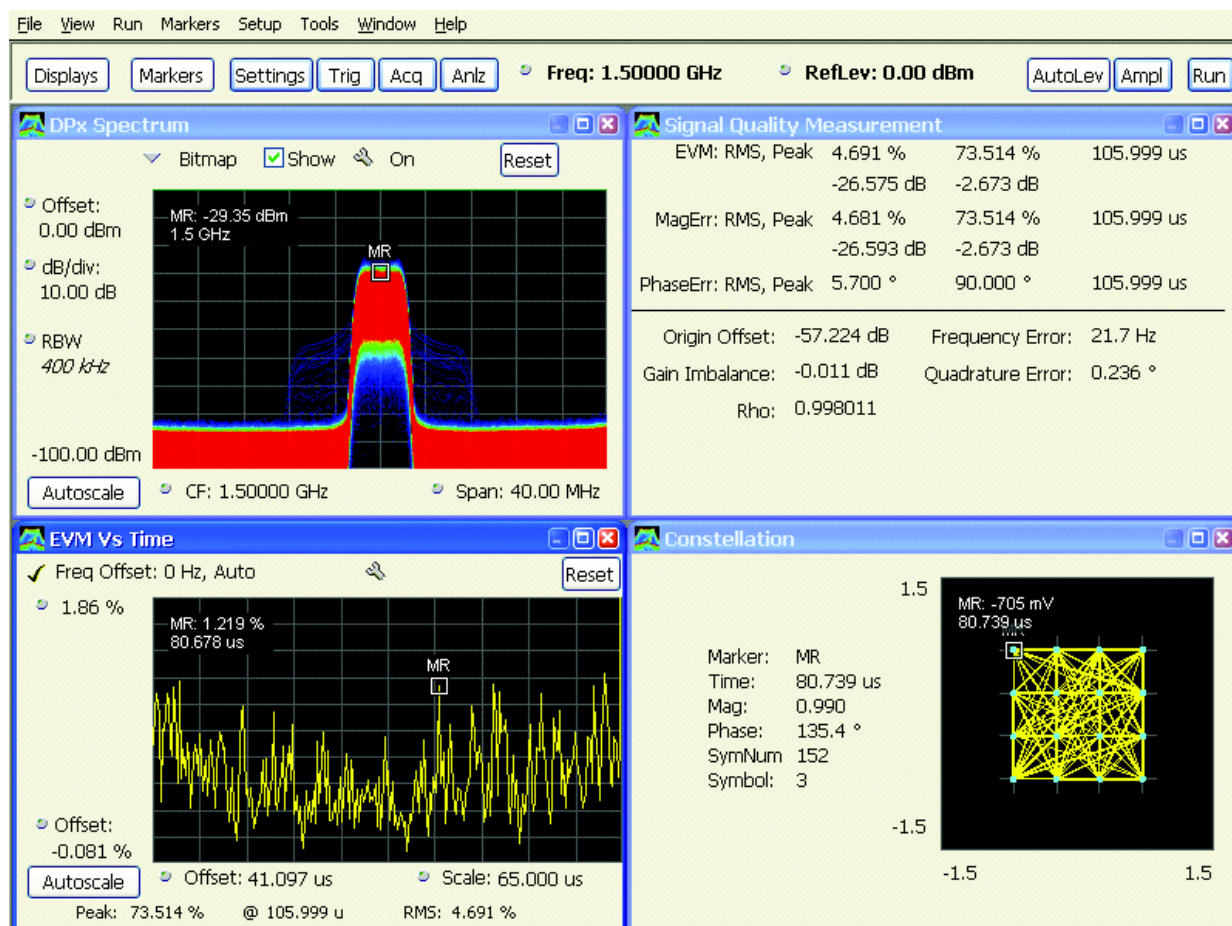 File View Run Markers Setup Tools Window Help
Displays Markers Settings Trig Acq Anlz Freq: 1.50000 GHz RefLev: 0.00 dBm AutoLev Ampl Run
DPx Spectrum
Bitmap Show On Reset
Offset:
0.00 dBm
dB/div:
10.00 dB
RBW
400 kHz
-100.00 dBm
MR: -29.35 dBm
1.5 GHz
MR
Autoscale CF: 1.50000 GHz Span: 40.00 MHz
Signal Quality Measurement
EVM: RMS, Peak 4.691 % 73.514 % 105.999 us
-26.575 dB -2.673 dB
MagErr: RMS, Peak 4.681 % 73.514 % 105.999 us
-26.593 dB -2.673 dB
PhaseErr: RMS, Peak 5.700 ° 90.000 ° 105.999 us
Origin Offset: -57.224 dB Frequency Error: 21.7 Hz
Gain Imbalance: -0.011 dB Quadrature Error: 0.236 °
Rho: 0.998011
EVM Vs Time
Freq Offset: 0 Hz, Auto Reset
1.86 %
MR: 1.219 %
80.678 us
MR
Offset:
-0.081 %
Autoscale Offset: 41.097 us Scale: 65.000 us
Peak: 73.514 % @ 105.999 u RMS: 4.691 %
Constellation
1.5
MR: -705 mV
80.739 us
MR
Marker: MR
Time: 80.739 us
Mag: 0.990
Phase: 135.4 °
SymNum 152
Symbol: 3
-1.5
-1.5 1.5